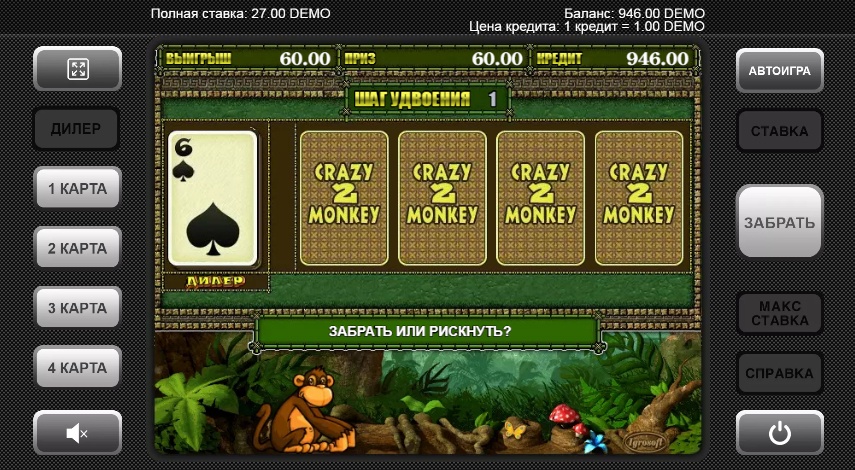 Полная ставка: 27.00 DEMO
Баланс: 946.00 DEMO
Цена кредита: 1 кредит = 1.00 DEMO
ВЫИГРЫШ 60.00 ПРИЗ 60.00 КРЕДИТ 946.00
ШАГ УДВОЕНИЯ 1
АВТОИГРА
ДИЛЕР
СТАВКА
6
CRAZY 2 MONKEY
CRAZY 2 MONKEY
CRAZY 2 MONKEY
CRAZY 2 MONKEY
1 КАРТА
2 КАРТА
ЗАБРАТЬ
ДИЛЕР
3 КАРТА
МАКС
СТАВКА
ЗАБРАТЬ ИЛИ РИСКНУТЬ?
4 КАРТА
СПРАВКА
Igrosoft